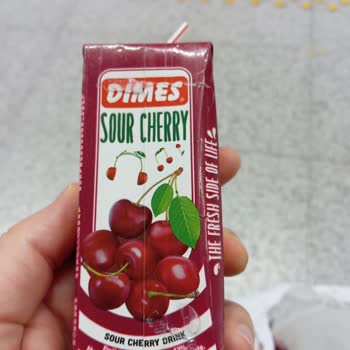 DIMES
SOUR CHERRY
THE FRESH SIDE OF LIFE
SOUR CHERRY DRINK